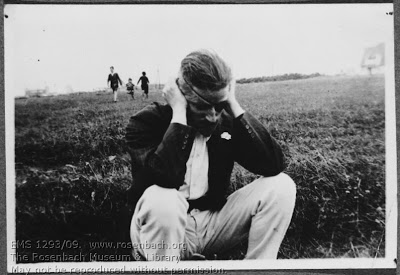 EMS 1293/09. www.rosenbach.org
The Rosenbach Museum & Library
May not be reproduced without permission.